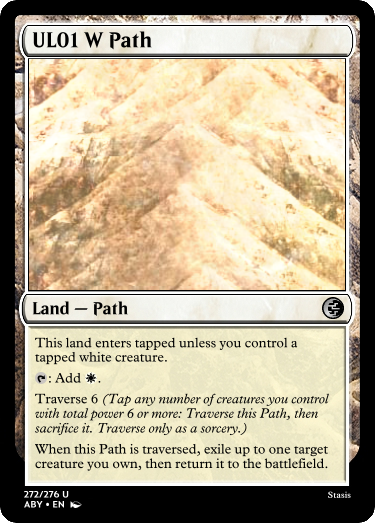 UL01 W Path
Land — Path
This land enters tapped unless you control a
tapped white creature.
: Add .
Traverse 6 (Tap any number of creatures you control
with total power 6 or more: Traverse this Path, then
sacrifice it. Traverse only as a sorcery.)
When this Path is traversed, exile up to one target
creature you own, then return it to the battlefield.
272/276 U
ABY • EN
Stasis